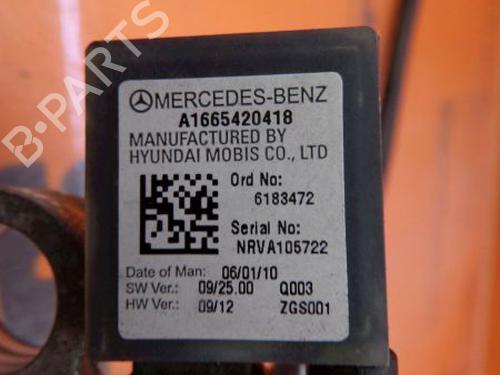 B-PARTS
MERCEDES-BENZ
A1665420418
MANUFACTURED BY
HYUNDAI MOBIS CO., LTD
Ord No:
6183472
Serial No:
NRVA105722
Date of Man: 06/01/10
SW Ver.: 09/25.00 Q003
HW Ver.: 09/12 ZGS001